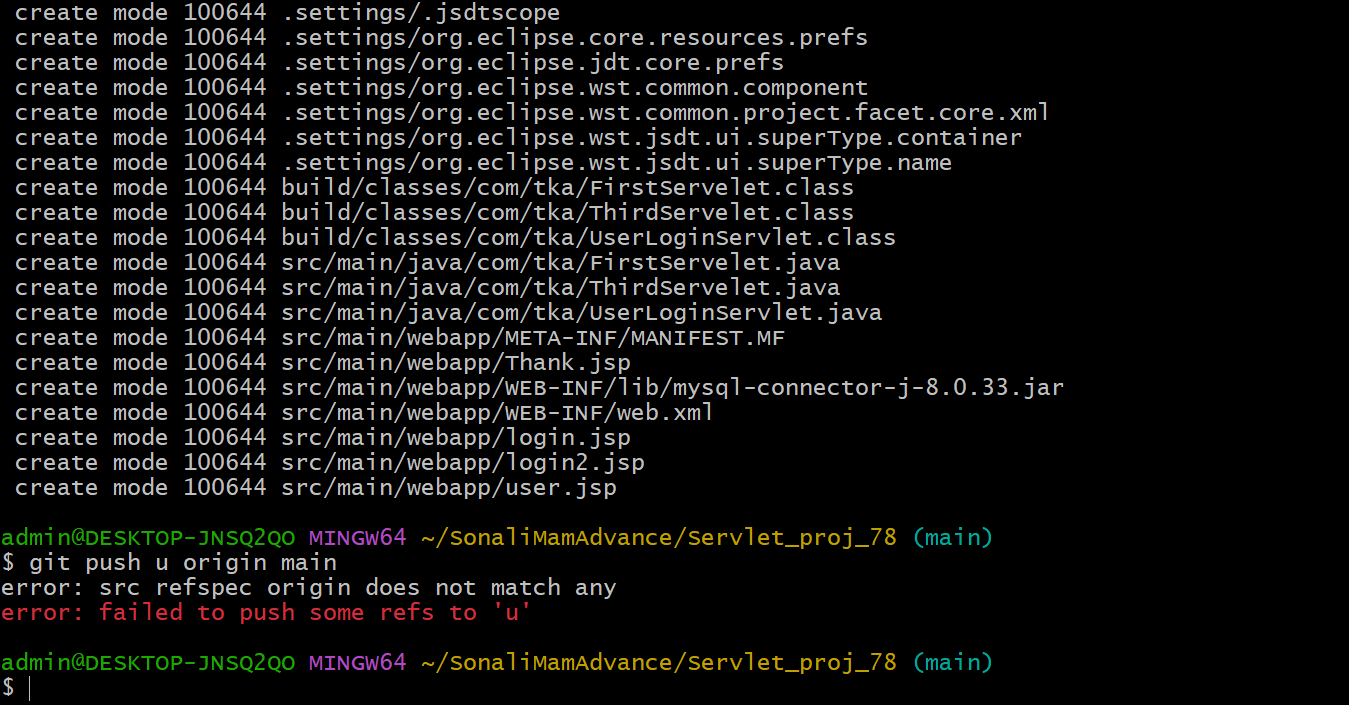 create mode 100644 .settings/.jsdtscope
create mode 100644 .settings/org.eclipse.core.resources.prefs
create mode 100644 .settings/org.eclipse.jdt.core.prefs
create mode 100644 .settings/org.eclipse.wst.common.component
create mode 100644 .settings/org.eclipse.wst.common.project.facet.core.xml
create mode 100644 .settings/org.eclipse.wst.jsdt.ui.superType.container
create mode 100644 .settings/org.eclipse.wst.jsdt.ui.superType.name
create mode 100644 build/classes/com/tka/FirstServelet.class
create mode 100644 build/classes/com/tka/ThirdServelet.class
create mode 100644 build/classes/com/tka/UserLoginServlet.class
create mode 100644 src/main/java/com/tka/FirstServelet.java
create mode 100644 src/main/java/com/tka/ThirdServelet.java
create mode 100644 src/main/java/com/tka/UserLoginServlet.java
create mode 100644 src/main/webapp/META-INF/MANIFEST.MF
create mode 100644 src/main/webapp/Thank.jsp
create mode 100644 src/main/webapp/WEB-INF/lib/mysql-connector-j-8.0.33.jar
create mode 100644 src/main/webapp/WEB-INF/web.xml
create mode 100644 src/main/webapp/login.jsp
create mode 100644 src/main/webapp/login2.jsp
create mode 100644 src/main/webapp/user.jsp
admin@DESKTOP-JNSQ2QO MINGW64 ~/SonaliMamAdvance/Servlet_proj_78 (main)
$ git push u origin main
error: src refspec origin does not match any
error: failed to push some refs to 'u'
admin@DESKTOP-JNSQ2QO MINGW64 ~/SonaliMamAdvance/Servlet_proj_78 (main)
$